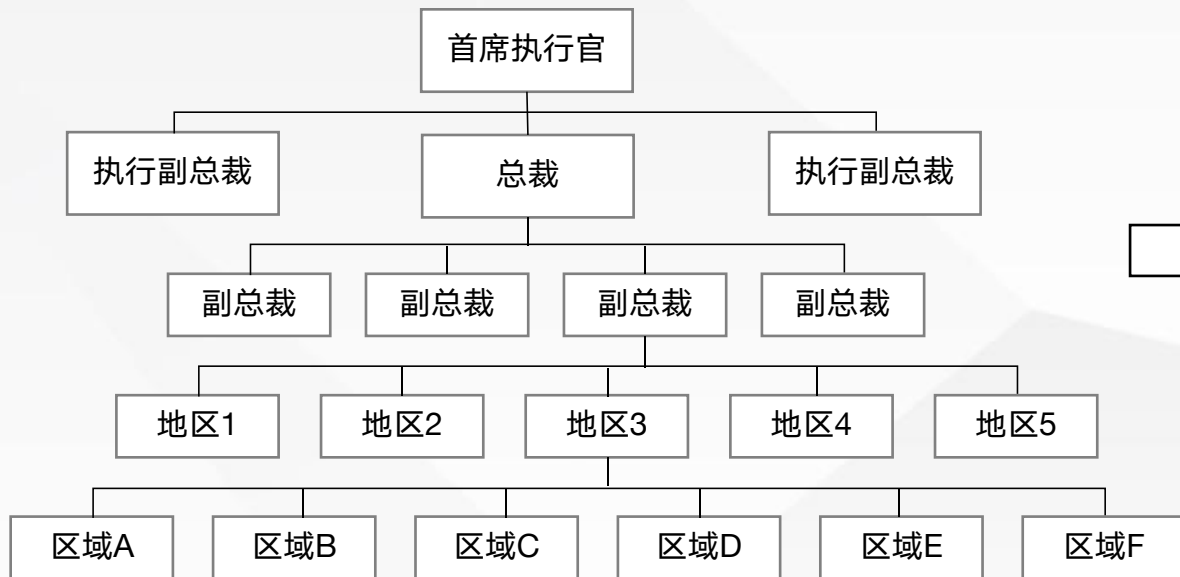 首席执行官
执行副总裁
总裁
执行副总裁
副总裁
副总裁
副总裁
副总裁
地区1
地区2
地区3
地区4
地区5
区域A
区域B
区域C
区域D
区域E
区域F